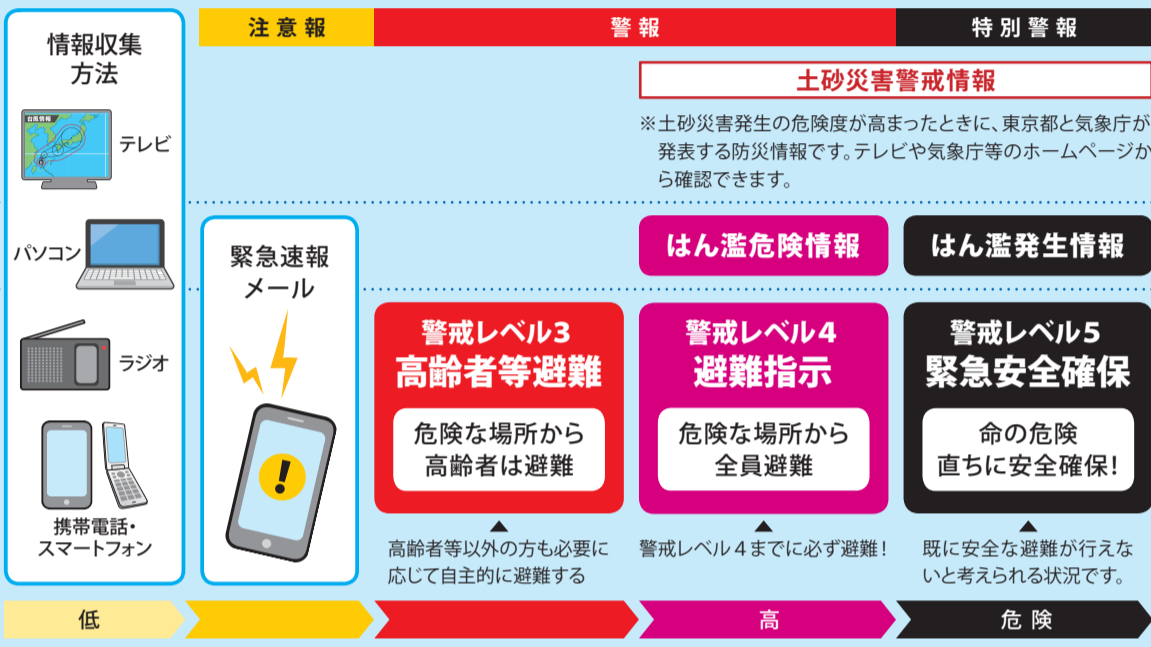 情報収集
方法
台風情報
テレビ
パソコン
ラジオ
携帯電話・
スマートフォン
注意報
警報
特別警報
土砂災害警戒情報
※土砂災害発生の危険度が高まったときに、東京都と気象庁が
発表する防災情報です。テレビや気象庁等のホームページか
ら確認できます。
緊急速報
メール
!
はん濫危険情報
はん濫発生情報
警戒レベル3
高齢者等避難
危険な場所から
高齢者は避難
高齢者等以外の方も必要に
応じて自主的に避難する
警戒レベル4
避難指示
危険な場所から
全員避難
警戒レベル4までに必ず避難!
警戒レベル5
緊急安全確保
命の危険
直ちに安全確保!
既に安全な避難が行えな
いと考えられる状況です。
低
高
危険